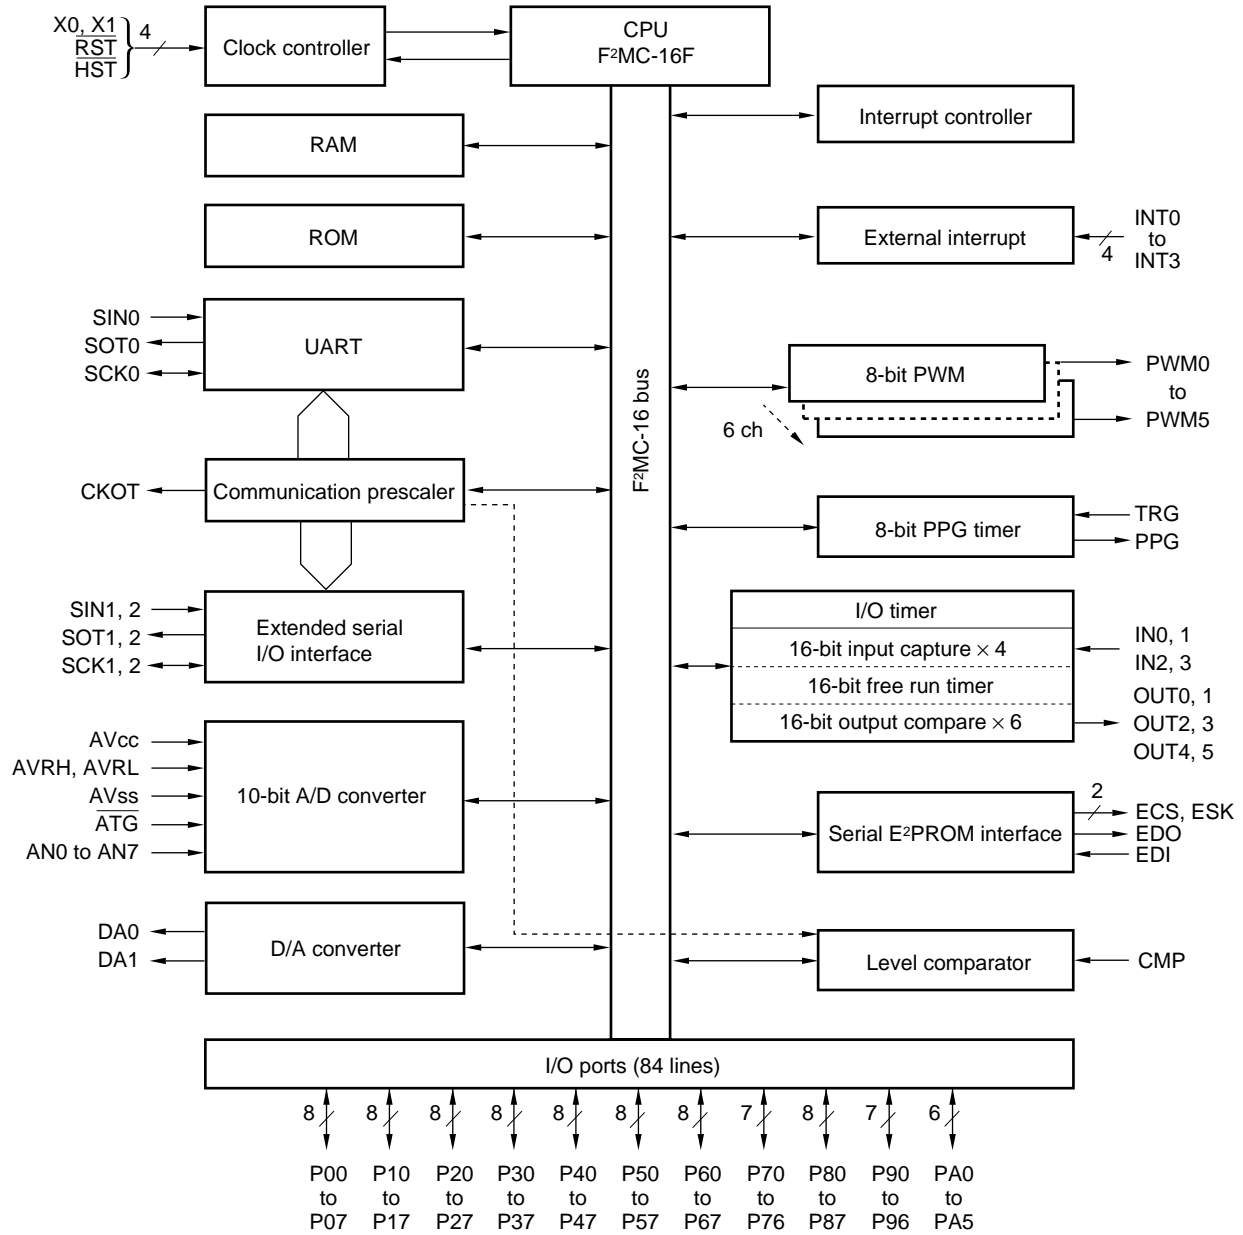 X0, X1
RST
HST
4
Clock controller
CPU
F²MC-16F
Interrupt controller
RAM
ROM
External interrupt
INT0
to
INT3
4
SIN0
SOT0
SCK0
UART
F²MC-16 bus
8-bit PWM
6 ch
PWM0
to
PWM5
CKOT
Communication prescaler
8-bit PPG timer
TRG
PPG
SIN1, 2
SOT1, 2
SCK1, 2
Extended serial
I/O interface
I/O timer
16-bit input capture × 4
16-bit free run timer
16-bit output compare × 6
IN0, 1
IN2, 3
OUT0, 1
OUT2, 3
OUT4, 5
AVcc
AVRH, AVRL
AVss
ATG
AN0 to AN7
10-bit A/D converter
Serial E²PROM interface
2
ECS, ESK
EDO
EDI
DA0
DA1
D/A converter
Level comparator
CMP
I/O ports (84 lines)
8 8 8 8 8 8 8 7 8 7 6
P00 P10 P20 P30 P40 P50 P60 P70 P80 P90 PA0
to to to to to to to to to to to
P07 P17 P27 P37 P47 P57 P67 P76 P87 P96 PA5